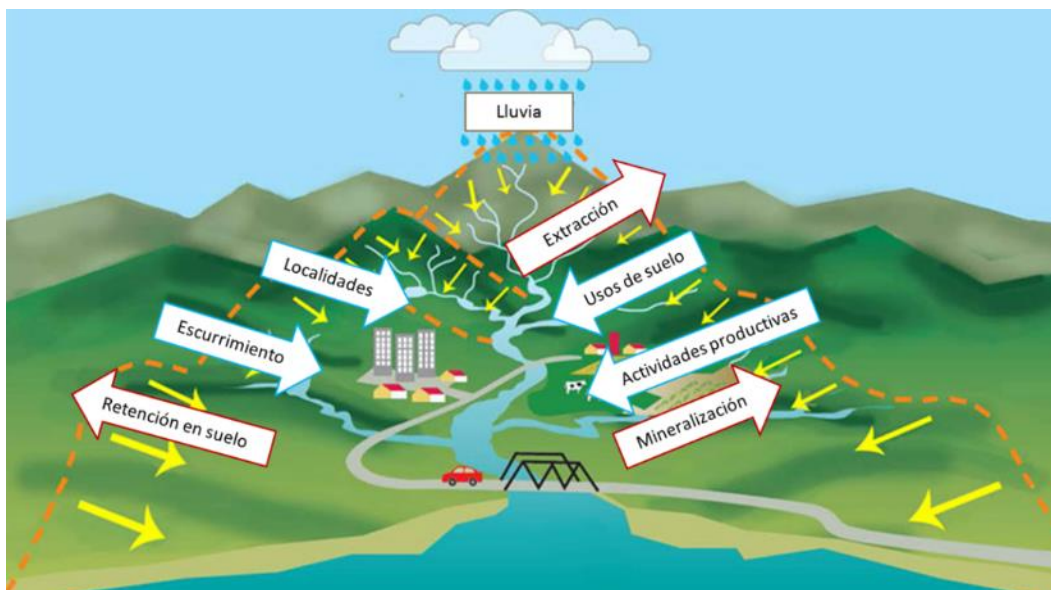 Lluvia
Extracción
Localidades
Usos de suelo
Escurrimiento
Actividades productivas
Retención en suelo
Mineralización